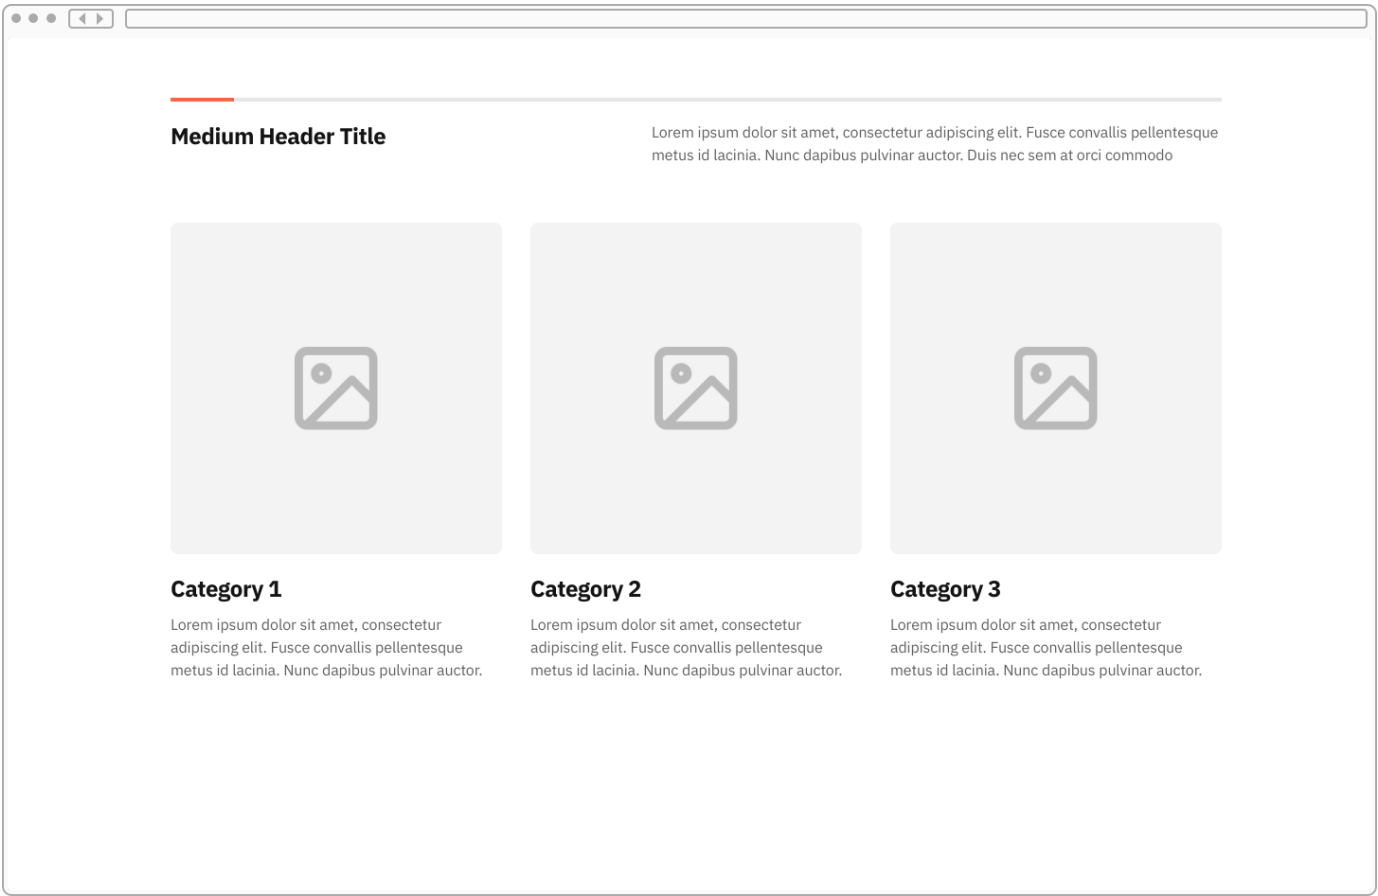 Medium Header Title
Lorem ipsum dolor sit amet, consectetur adipiscing elit. Fusce convallis pellentesque
metus id lacinia. Nunc dapibus pulvinar auctor. Duis nec sem at orci commodo
Category 1
Lorem ipsum dolor sit amet, consectetur
adipiscing elit. Fusce convallis pellentesque
metus id lacinia. Nunc dapibus pulvinar auctor.
Category 2
Lorem ipsum dolor sit amet, consectetur
adipiscing elit. Fusce convallis pellentesque
metus id lacinia. Nunc dapibus pulvinar auctor.
Category 3
Lorem ipsum dolor sit amet, consectetur
adipiscing elit. Fusce convallis pellentesque
metus id lacinia. Nunc dapibus pulvinar auctor.